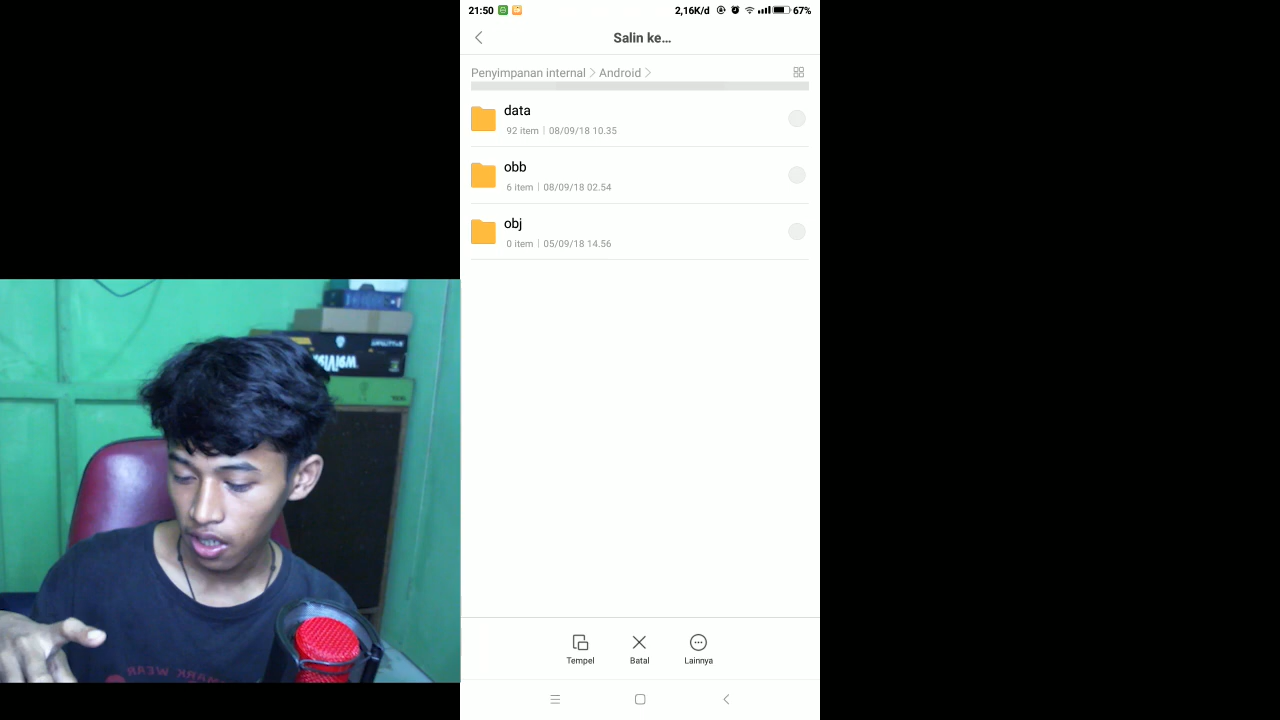 21:50
2,16K/d
67%
Salin ke...
Penyimpanan internal > Android >
data
92 item | 08/09/18 10.35
obb
6 item | 08/09/18 02.54
obj
0 item | 05/09/18 14.56
Tempel
Batal
Lainnya